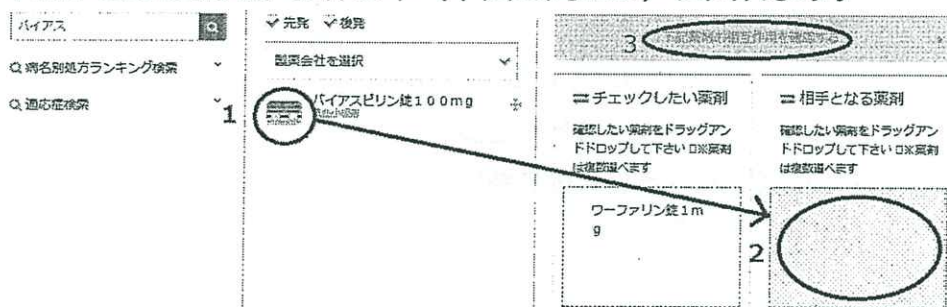 バイアス
病名別処方ランキング検索
適応症検索
1
先発 後発
製薬会社を選択
バイアスピリン錠100mg
3
チェックしたい薬剤
確認したい薬剤をドラッグアン
ドドロップして下さい ※薬剤
は複数選べます
ワーファリン錠1m
g
相手となる薬剤
確認したい薬剤をドラッグアン
ドドロップして下さい ※薬剤
は複数選べます
2